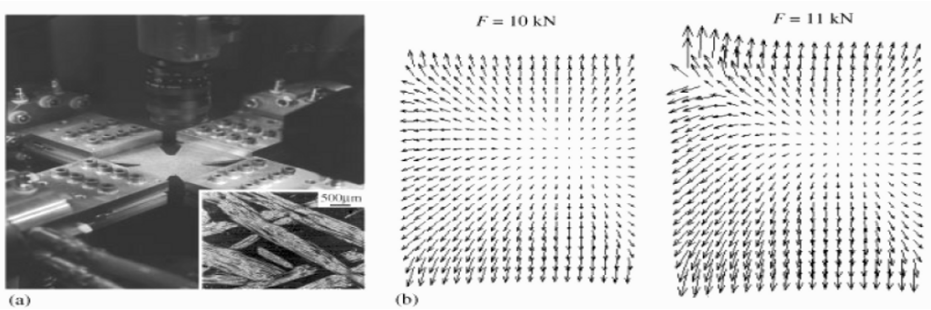 F = 10 kN
F = 11 kN
500μm
(a)
(b)